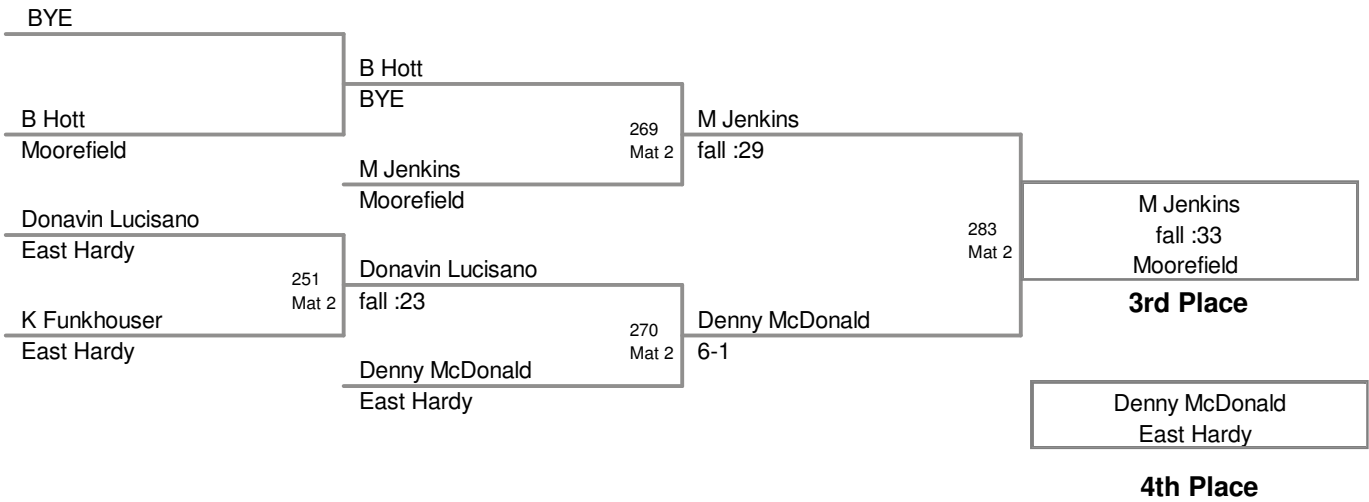 BYE
B Hott
BYE
B Hott
Moorefield
269
Mat 2
M Jenkins
fall :29
M Jenkins
Moorefield
Donavin Lucisano
East Hardy
251
Mat 2
Donavin Lucisano
fall :23
K Funkhouser
East Hardy
270
Mat 2
Denny McDonald
6-1
Denny McDonald
East Hardy
283
Mat 2
M Jenkins
fall :33
Moorefield
3rd Place
Denny McDonald
East Hardy
4th Place